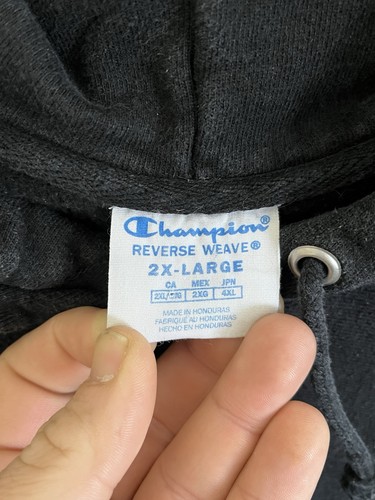 Champion®
REVERSE WEAVE®
2X-LARGE
CA MEX JPN
2XL/ 2XG 4XL
MADE IN HONDURAS
FABRIQUÉ AU HONDURAS
HECHO EN HONDURAS